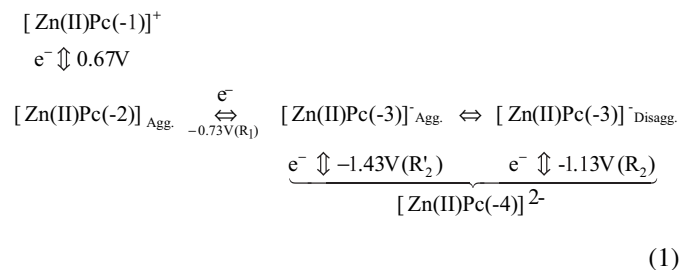 [Zn(II)Pc(-1)]⁺
e⁻ ⇕ 0.67V
[Zn(II)Pc(-2)] Agg. e⁻ ⇔ −0.73V(R₁) [Zn(II)Pc(-3)]⁻Agg. ⇔ [Zn(II)Pc(-3)]⁻Disagg.
e⁻ ⇕ −1.43V(R'₂) e⁻ ⇕ -1.13V(R₂)
[Zn(II)Pc(-4)]²⁻
(1)